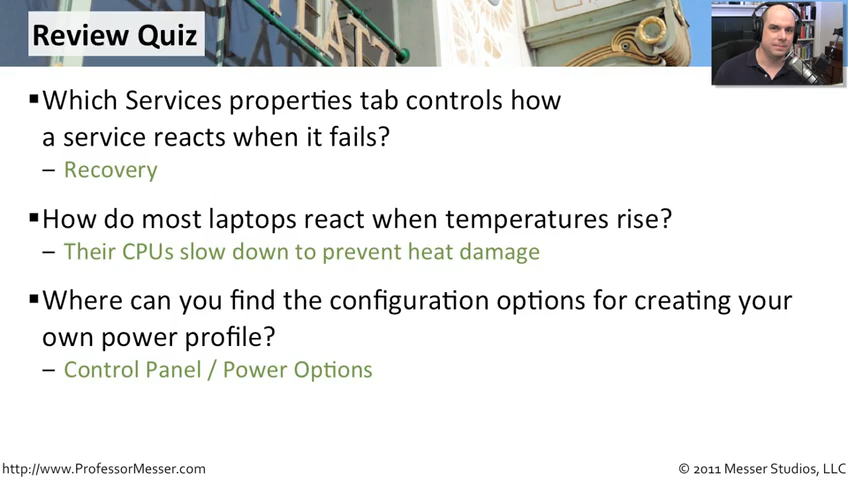 Review Quiz
▪Which Services properties tab controls how
a service reacts when it fails?
– Recovery
▪How do most laptops react when temperatures rise?
– Their CPUs slow down to prevent heat damage
▪Where can you find the configuration options for creating your
own power profile?
– Control Panel / Power Options
http://www.ProfessorMesser.com
© 2011 Messer Studios, LLC